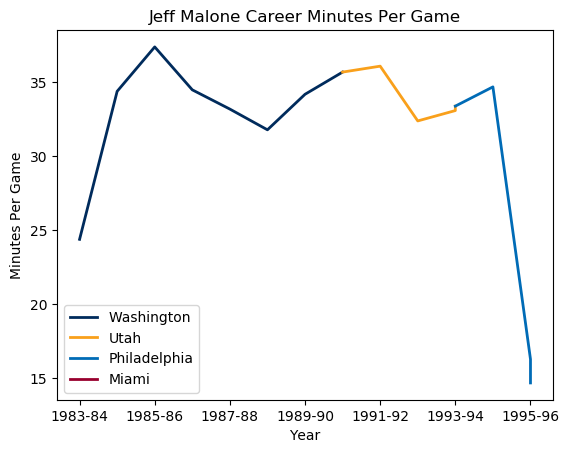 Jeff Malone Career Minutes Per Game
Minutes Per Game
35
30
25
20
15
Washington
Utah
Philadelphia
Miami
1983-84 1985-86 1987-88 1989-90 1991-92 1993-94 1995-96
Year